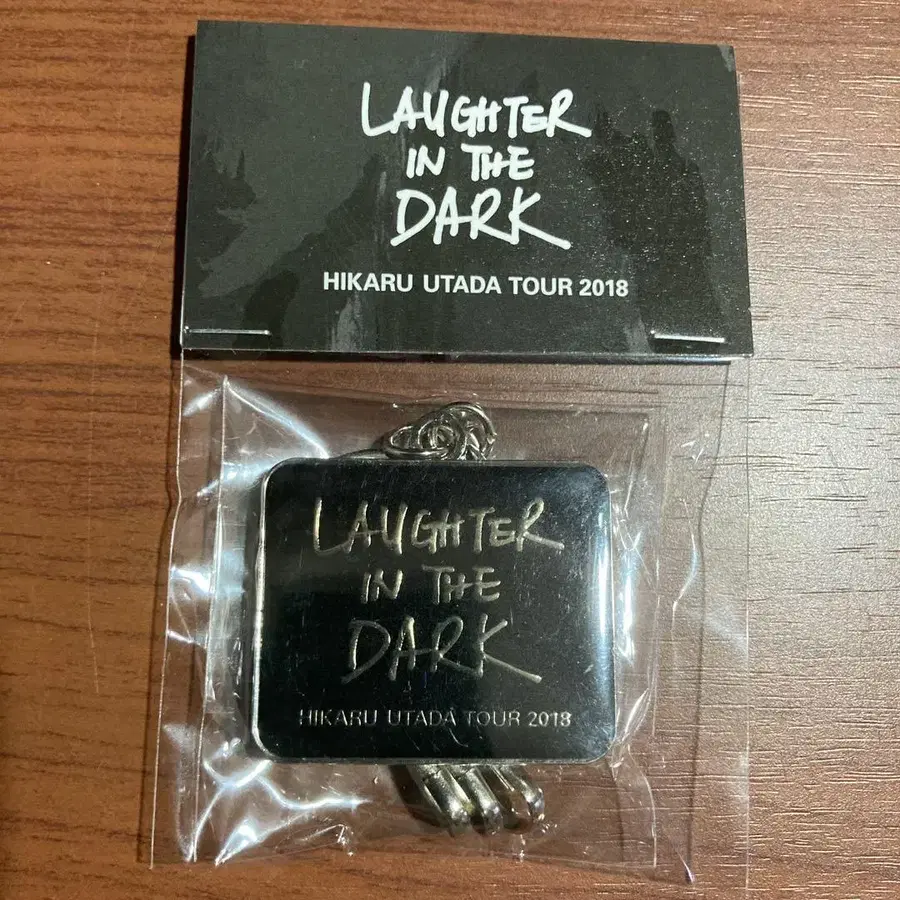 LAUGHTER
IN THE
DARK
HIKARU UTADA TOUR 2018
LAUGHTER
IN THE
DARK
HIKARU UTADA TOUR 2018